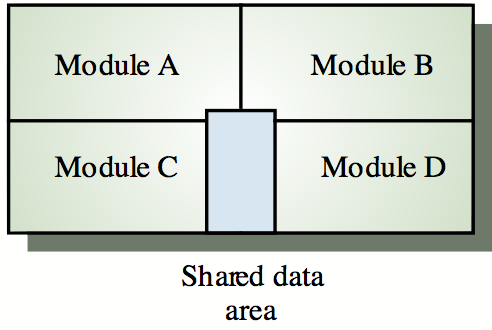 Module A
Module B
Module C
Module D
Shared data
area